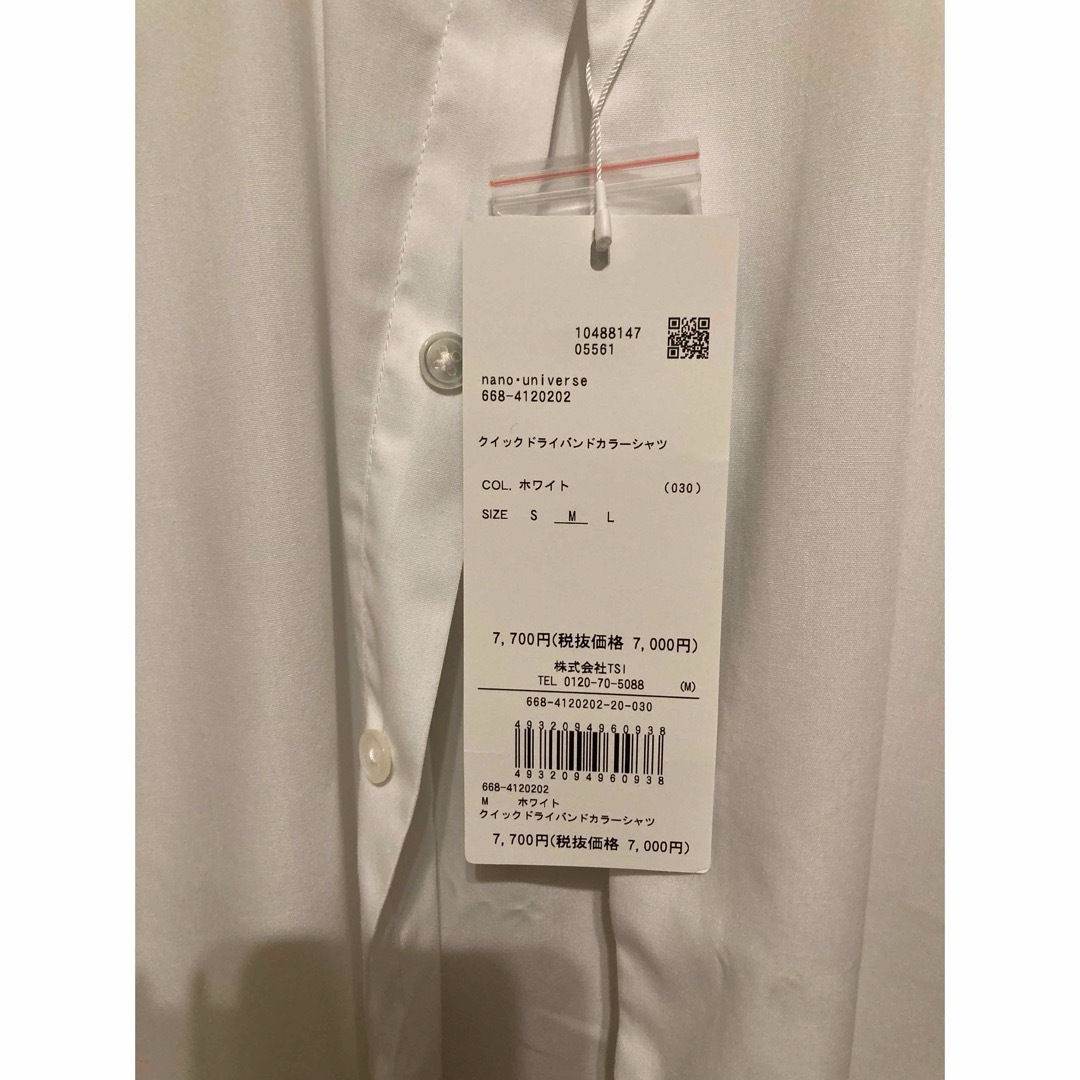 10488147
05561
nano・universe
668-4120202
クイックドライバンドカラーシャツ
COL. ホワイト (030)
SIZE S M L
7,700円(税抜価格 7,000円)
株式会社TSI
TEL 0120-70-5088 (M)
668-4120202-20-030
4932094960938
4932094960938
668-4120202
M ホワイト
クイックドライバンドカラーシャツ
7,700円(税抜価格 7,000円)